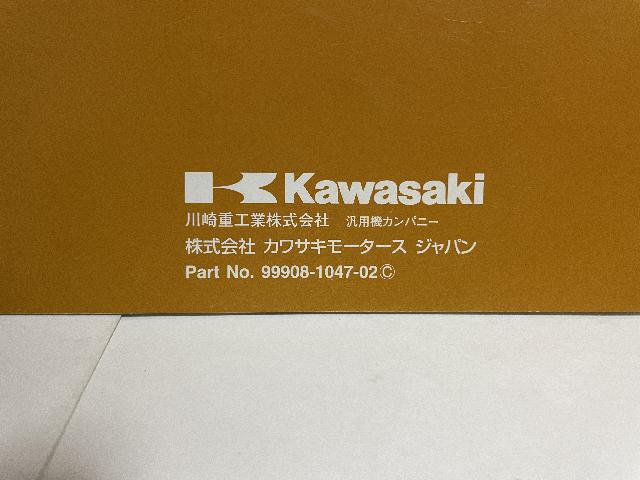 Kawasaki
川崎重工業株式会社 汎用機カンパニー
株式会社 カワサキモータース ジャパン
Part No. 99908-1047-02Ⓒ